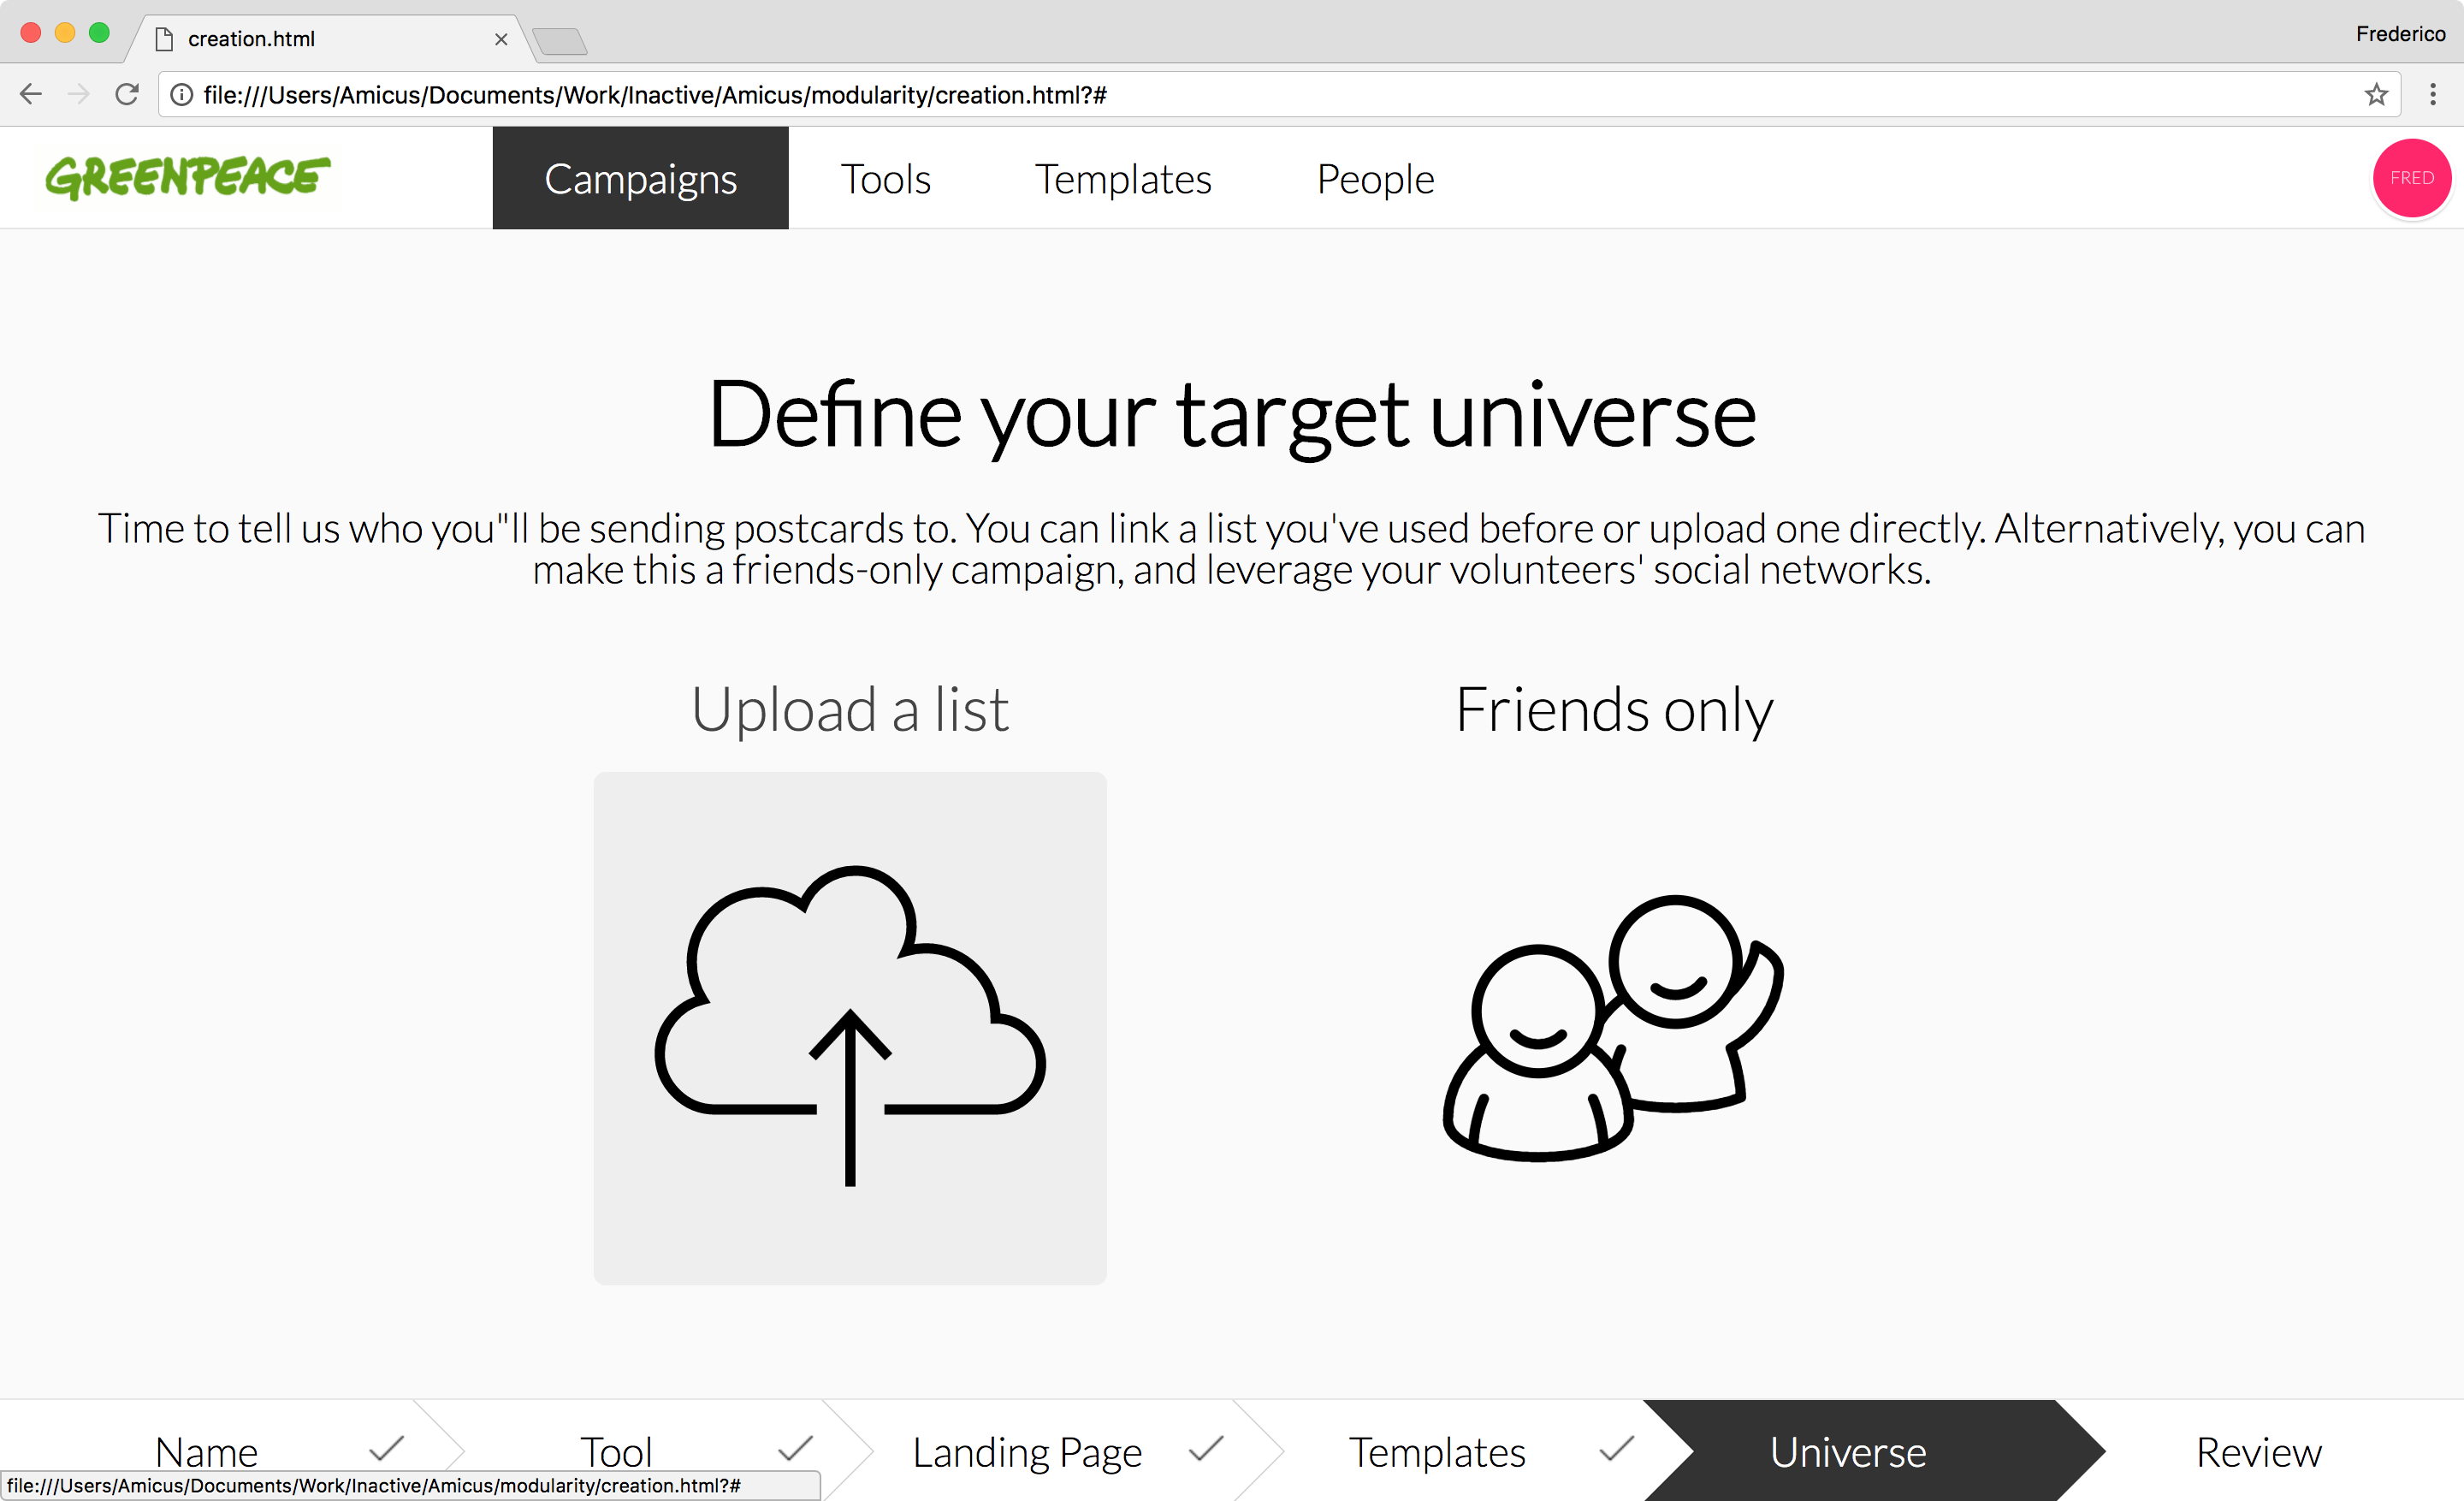 creation.html
Frederico
file:///Users/Amicus/Documents/Work/Inactive/Amicus/modularity/creation.html?#
GREENPEACE
Campaigns
Tools
Templates
People
FRED
Define your target universe
Time to tell us who you"ll be sending postcards to. You can link a list you've used before or upload one directly. Alternatively, you can
make this a friends-only campaign, and leverage your volunteers' social networks.
Upload a list
Friends only
Name
Tool
Landing Page
Templates
Universe
Review
file:///Users/Amicus/Documents/Work/Inactive/Amicus/modularity/creation.html?#